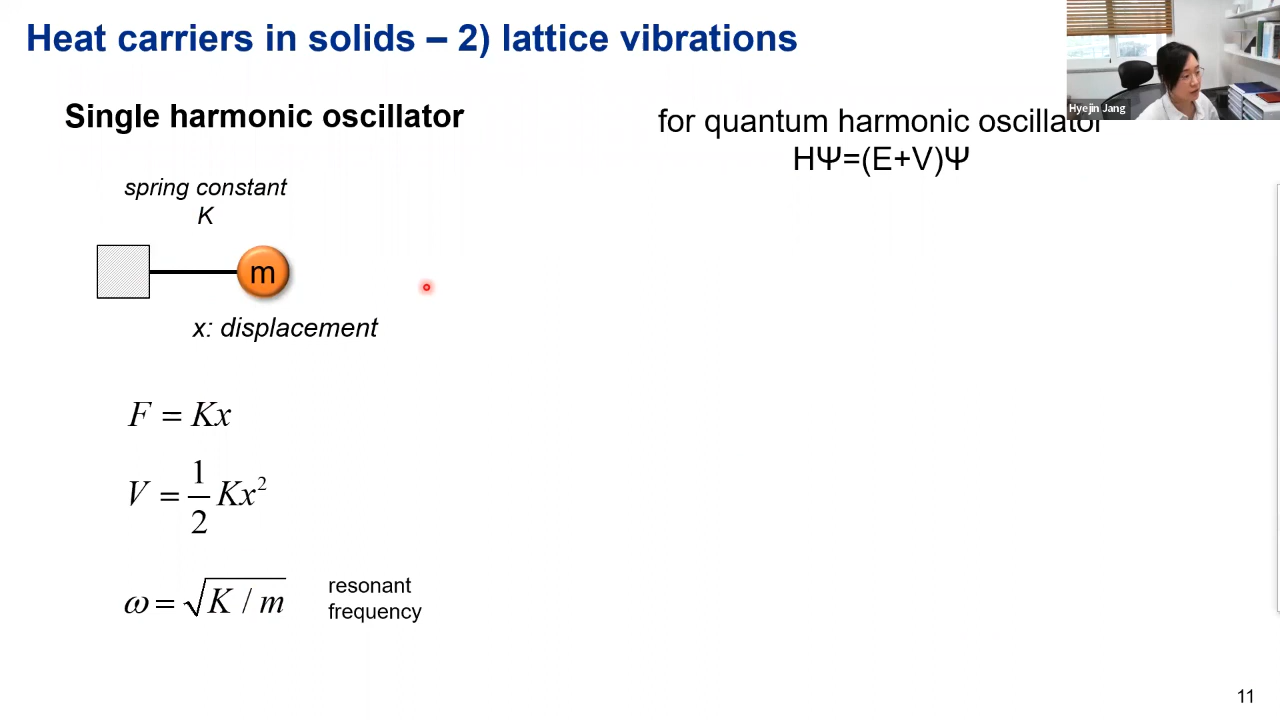 Heat carriers in solids – 2) lattice vibrations
Single harmonic oscillator
spring constant
K
m
x: displacement
F = Kx
V = 1/2 Kx²
ω = √K / m
resonant
frequency
for quantum harmonic oscillator
HΨ=(E+V)Ψ
Hyejin Jang
11